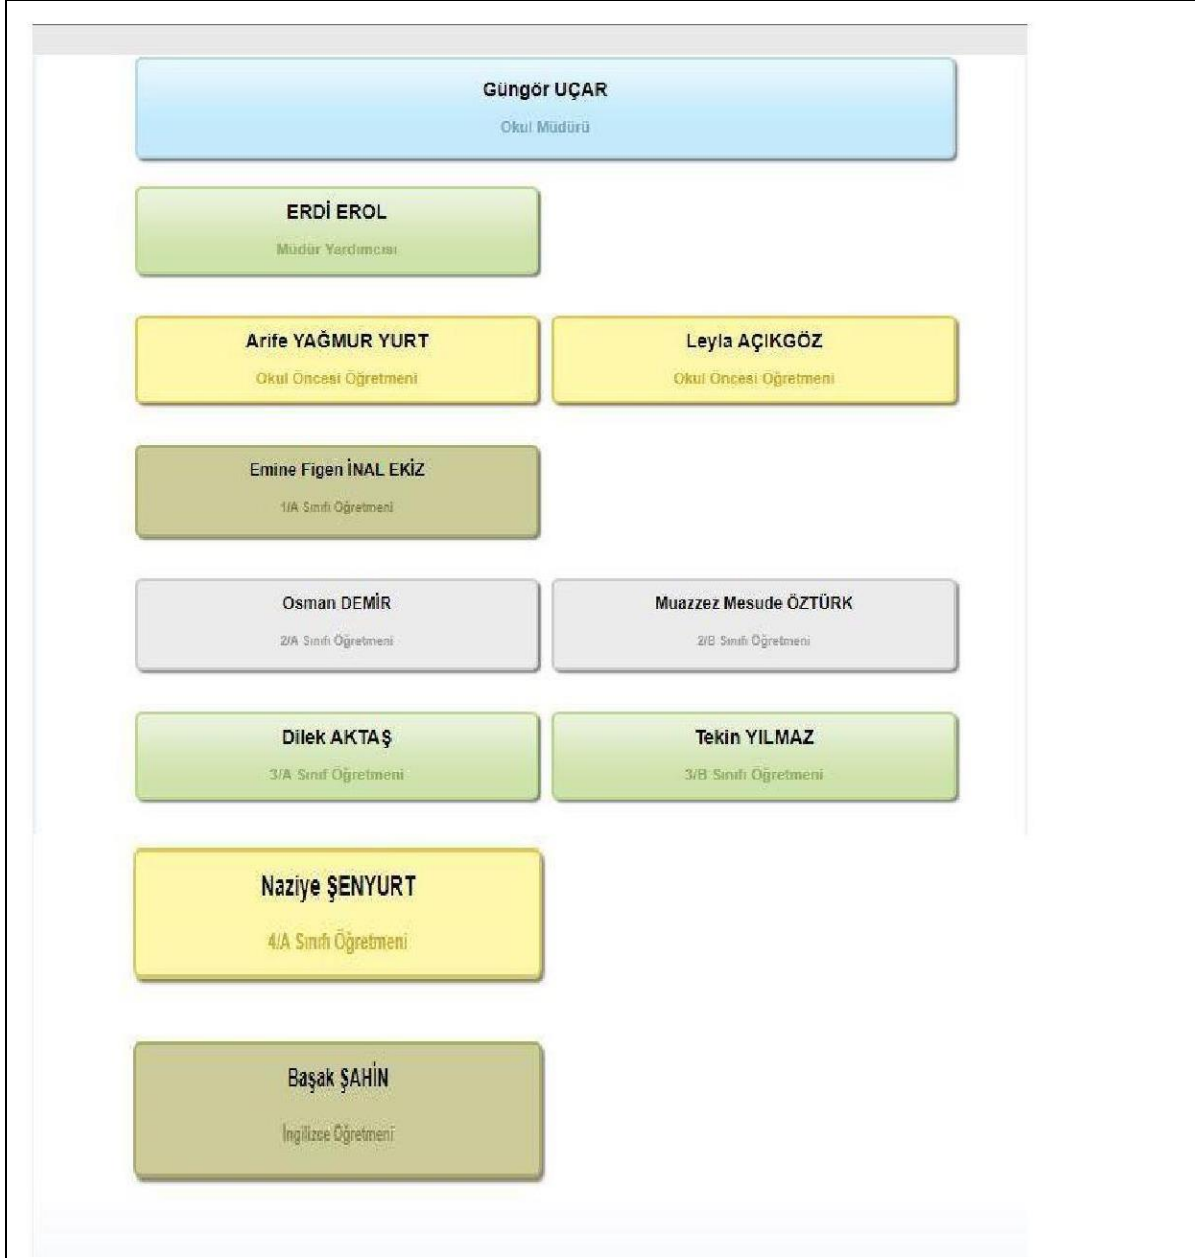 Güngör UÇAR
Okul Müdürü
ERDİ EROL
Müdür Yardımcısı
Arife YAĞMUR YURT
Leyla AÇIKGÖZ
Okul Öncesi Öğretmeni
Okul Öncesi Öğretmeni
Emine Figen İNAL EKİZ
1/A Sınıfı Öğretmeni
Osman DEMİR
Muazzez Mesude ÖZTÜRK
2/A Sınıfı Öğretmeni
2/B Sınıfı Öğretmeni
Dilek AKTAŞ
Tekin YILMAZ
3/A Sınıf Öğretmeni
3/B Sınıfı Öğretmeni
Naziye ŞENYURT
4/A Sınıfı Öğretmeni
Başak ŞAHİN
İngilizce Öğretmeni